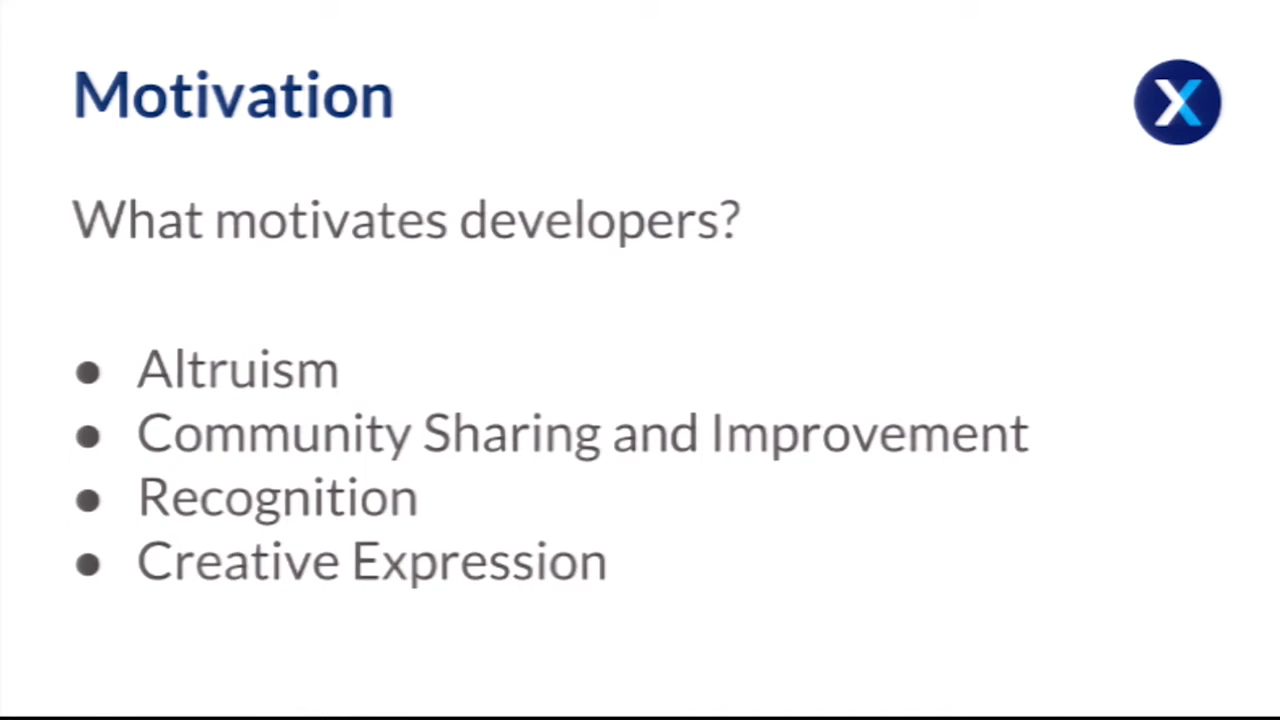 Motivation
What motivates developers?
● Altruism
● Community Sharing and Improvement
● Recognition
● Creative Expression